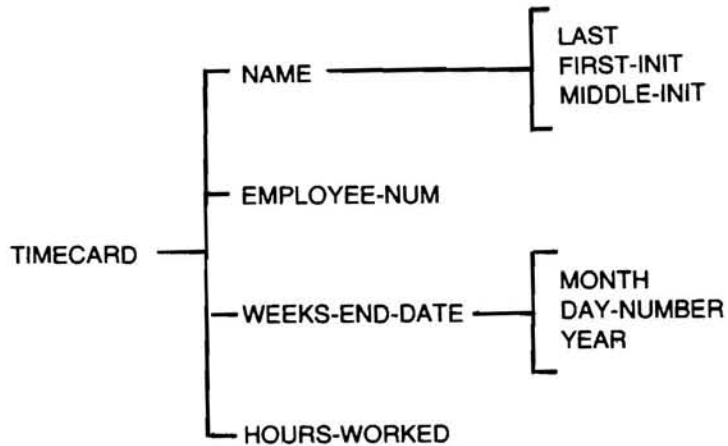 LAST
FIRST-INIT
MIDDLE-INIT
NAME
EMPLOYEE-NUM
TIMECARD
WEEKS-END-DATE
MONTH
DAY-NUMBER
YEAR
HOURS-WORKED